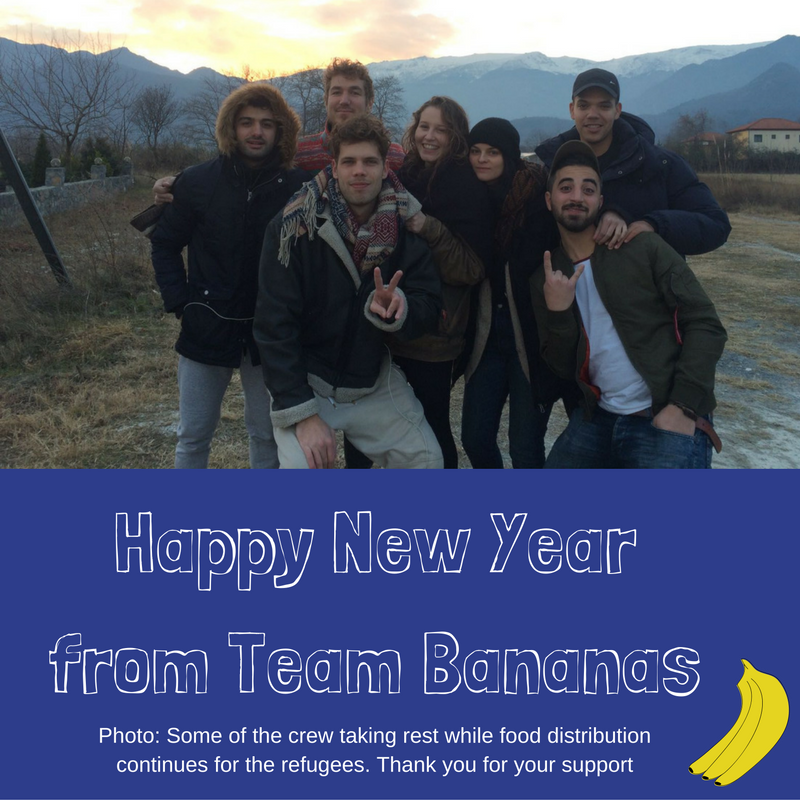 Happy New Year
from Team Bananas
Photo: Some of the crew taking rest while food distribution
continues for the refugees. Thank you for your support